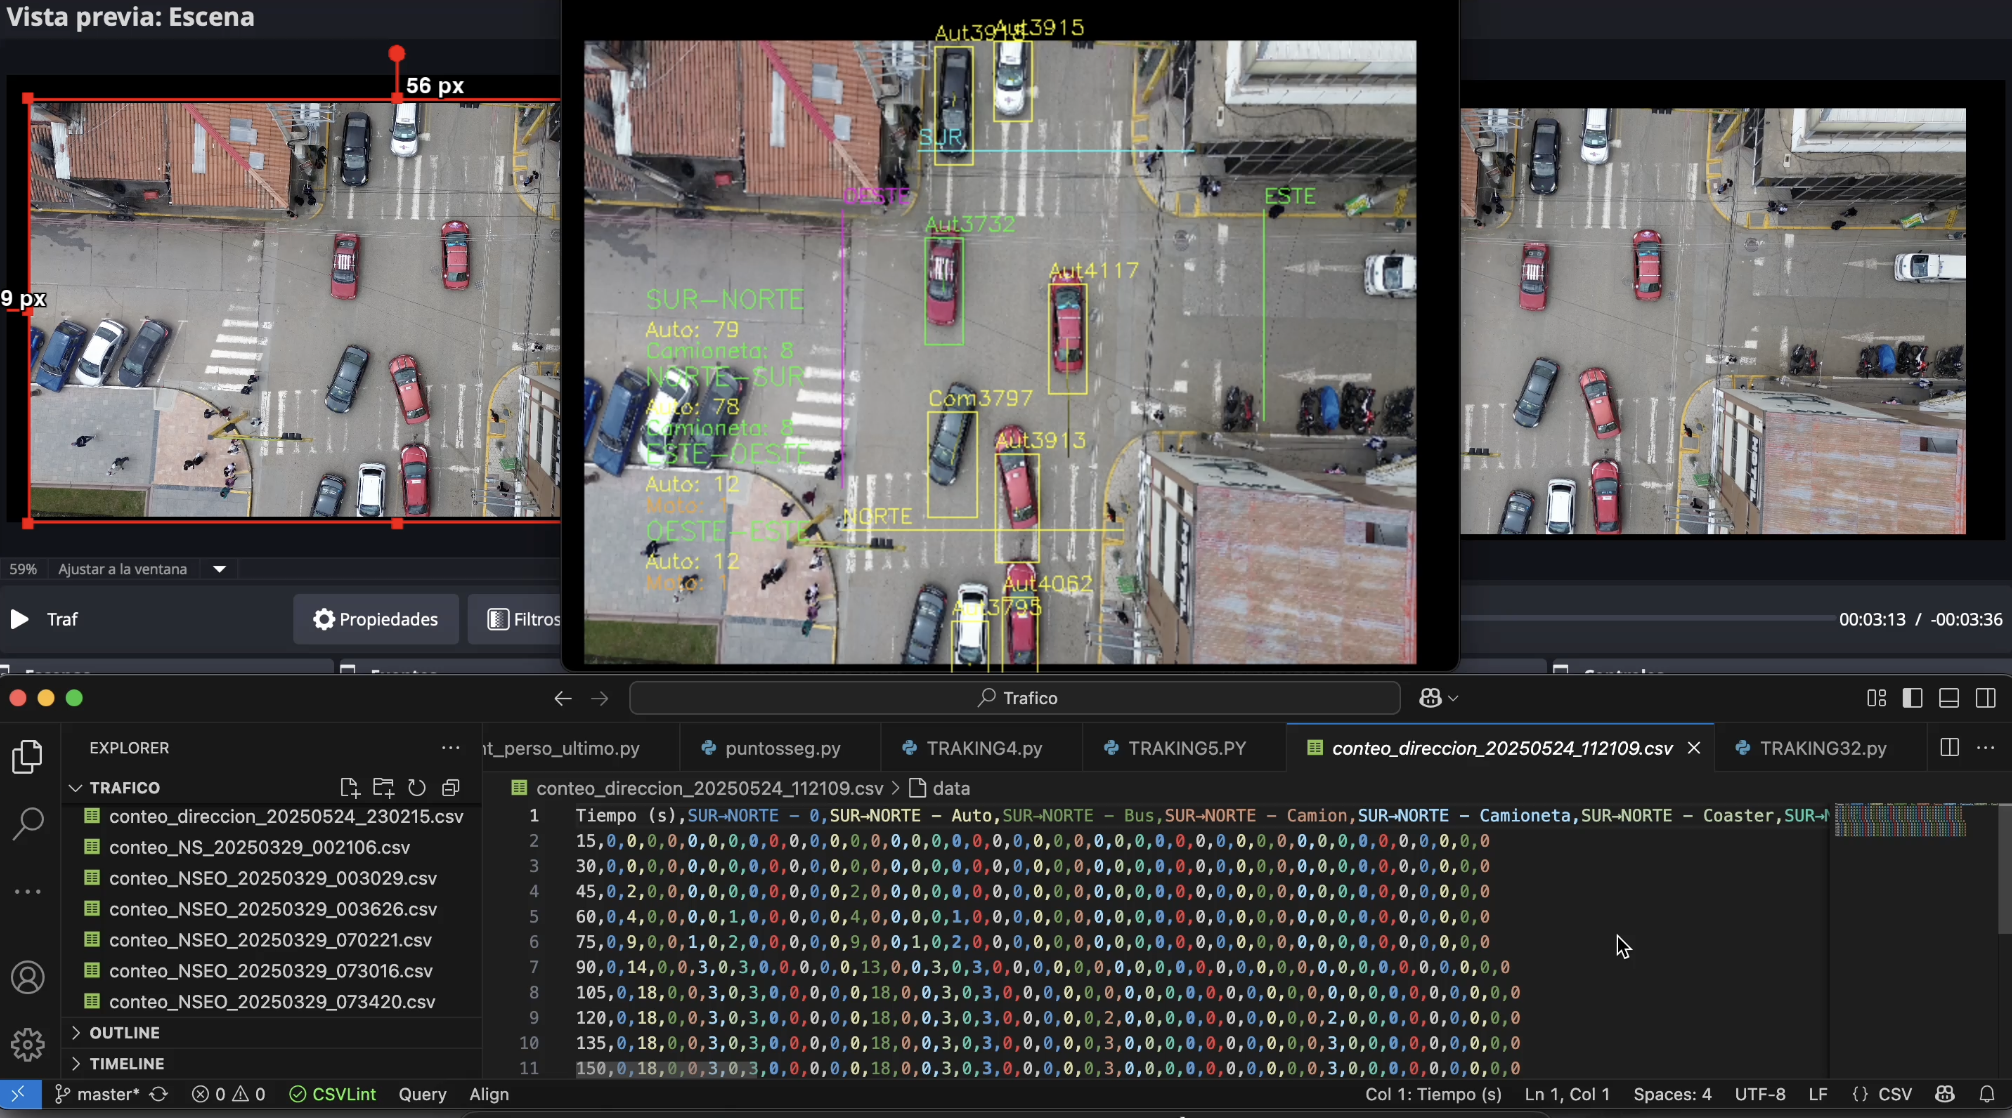 Vista previa: Escena
56 px
9 px
59%
Ajustar a la ventana
Traf
Propiedades
Filtros
Aut3915
SUR
OESTE
ESTE
Aut3732
Aut4117
SUR-NORTE
Auto: 79
Camioneta: 8
NORTE-SUR
Auto: 78
Camioneta: 8
ESTE-OESTE
Auto: 12
Moto: 1
OESTE-ESTE
Auto: 12
Moto: 1
Com3797
Aut3913
NORTE
Aut4062
Aut3795
00:03:13 / -00:03:36
Trafico
EXPLORER
TRAFICO
conteo_direccion_20250524_230215.csv
conteo_NS_20250329_002106.csv
conteo_NSEO_20250329_003029.csv
conteo_NSEO_20250329_003626.csv
conteo_NSEO_20250329_070221.csv
conteo_NSEO_20250329_073016.csv
conteo_NSEO_20250329_073420.csv
OUTLINE
TIMELINE
nt_perso_ultimo.py
puntosseg.py
TRAKING4.py
TRAKING5.PY
conteo_direccion_20250524_112109.csv
TRAKING32.py
conteo_direccion_20250524_112109.csv > data
1 Tiempo (s),SUR→NORTE - 0,SUR→NORTE - Auto,SUR→NORTE - Bus,SUR→NORTE - Camion,SUR→NORTE - Camioneta,SUR→NORTE - Coaster,SUR→N
2 15,0,0,0,0,0,0,0,0,0,0,0,0,0,0,0,0,0,0,0,0,0,0,0,0,0,0,0,0,0,0,0,0,0,0,0,0,0,0,0,0,0,0,0,0
3 30,0,0,0,0,0,0,0,0,0,0,0,0,0,0,0,0,0,0,0,0,0,0,0,0,0,0,0,0,0,0,0,0,0,0,0,0,0,0,0,0,0,0,0,0
4 45,0,2,0,0,0,0,0,0,0,0,0,0,2,0,0,0,0,0,0,0,0,0,0,0,0,0,0,0,0,0,0,0,0,0,0,0,0,0,0,0,0,0,0,0
5 60,0,4,0,0,0,0,1,0,0,0,0,0,4,0,0,0,0,1,0,0,0,0,0,0,0,0,0,0,0,0,0,0,0,0,0,0,0,0,0,0,0,0,0,0
6 75,0,9,0,0,1,0,2,0,0,0,0,0,9,0,0,1,0,2,0,0,0,0,0,0,0,0,0,0,0,0,0,0,0,0,0,0,0,0,0,0,0,0,0,0
7 90,0,14,0,0,3,0,3,0,0,0,0,0,13,0,0,3,0,3,0,0,0,0,0,0,0,0,0,0,0,0,0,0,0,0,0,0,0,0,0,0,0,0,0,0
8 105,0,18,0,0,3,0,3,0,0,0,0,0,18,0,0,3,0,3,0,0,0,0,0,0,0,0,0,0,0,0,0,0,0,0,0,0,0,0,0,0,0,0,0,0
9 120,0,18,0,0,3,0,3,0,0,0,0,0,18,0,0,3,0,3,0,0,0,0,0,2,0,0,0,0,0,0,0,0,0,0,2,0,0,0,0,0,0,0,0,0
10 135,0,18,0,0,3,0,3,0,0,0,0,0,18,0,0,3,0,3,0,0,0,0,0,3,0,0,0,0,0,0,0,0,0,0,3,0,0,0,0,0,0,0,0,0
11 150,0,18,0,0,3,0,3,0,0,0,0,0,18,0,0,3,0,3,0,0,0,0,0,3,0,0,0,0,0,0,0,0,0,0,3,0,0,0,0,0,0,0,0,0
master*
0 0
CSVLint
Query
Align
Col 1: Tiempo (s)
Ln 1, Col 1
Spaces: 4
UTF-8
LF
{} CSV